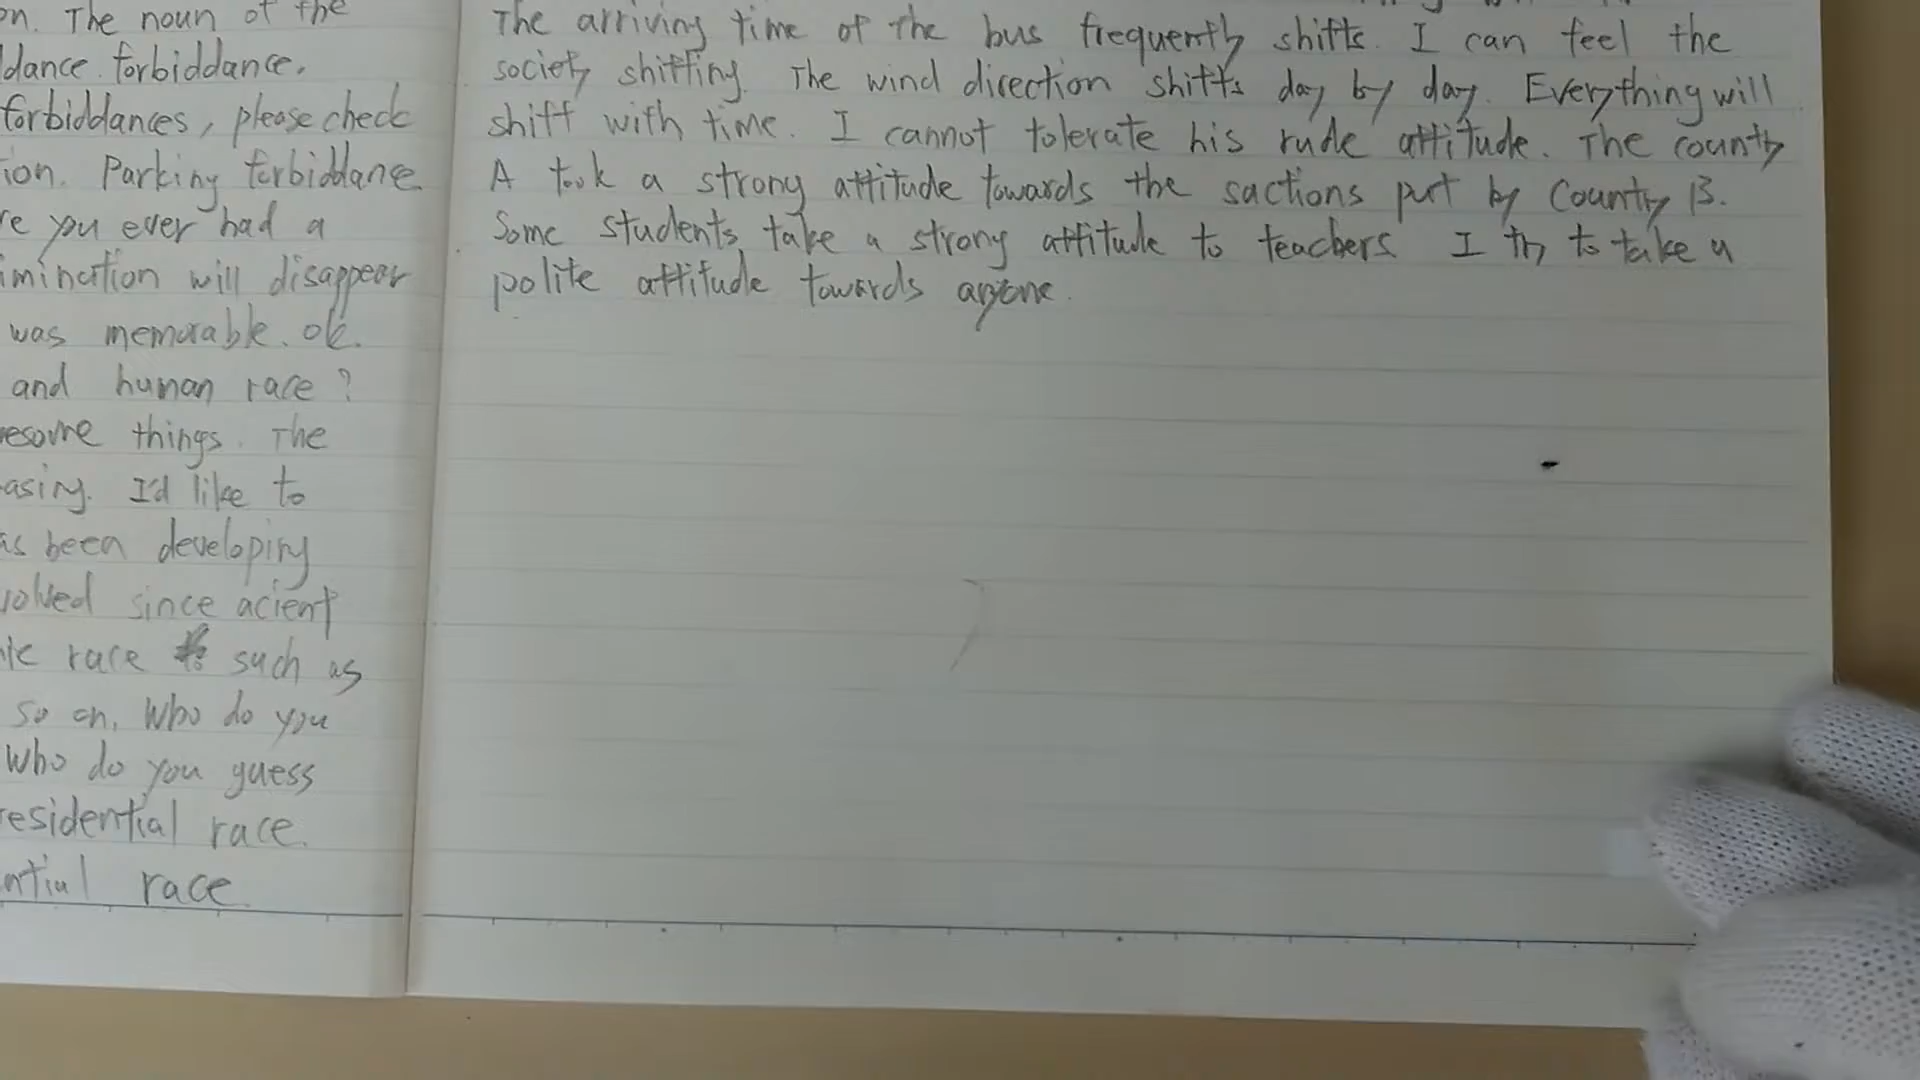 The noun of the
dance. forbiddance.
forbiddances, please check
ion. Parking forbiddance.
re you ever had a
imination will disappear
was memorable. ok.
and human race?
esome things. The
asing. I'd like to
as been developing
olved since acient
race such as
so on. Who do you
Who do you guess
residential race.
ntial race.
The arriving time of the bus frequently shifts. I can feel the
society shifting. The wind direction shifts day by day. Everything will
shift with time. I cannot tolerate his rude attitude. The county
A took a strong attitude towards the sactions put by County B.
Some students take a strong attitude to teachers. I try to take a
polite attitude towards anyone.